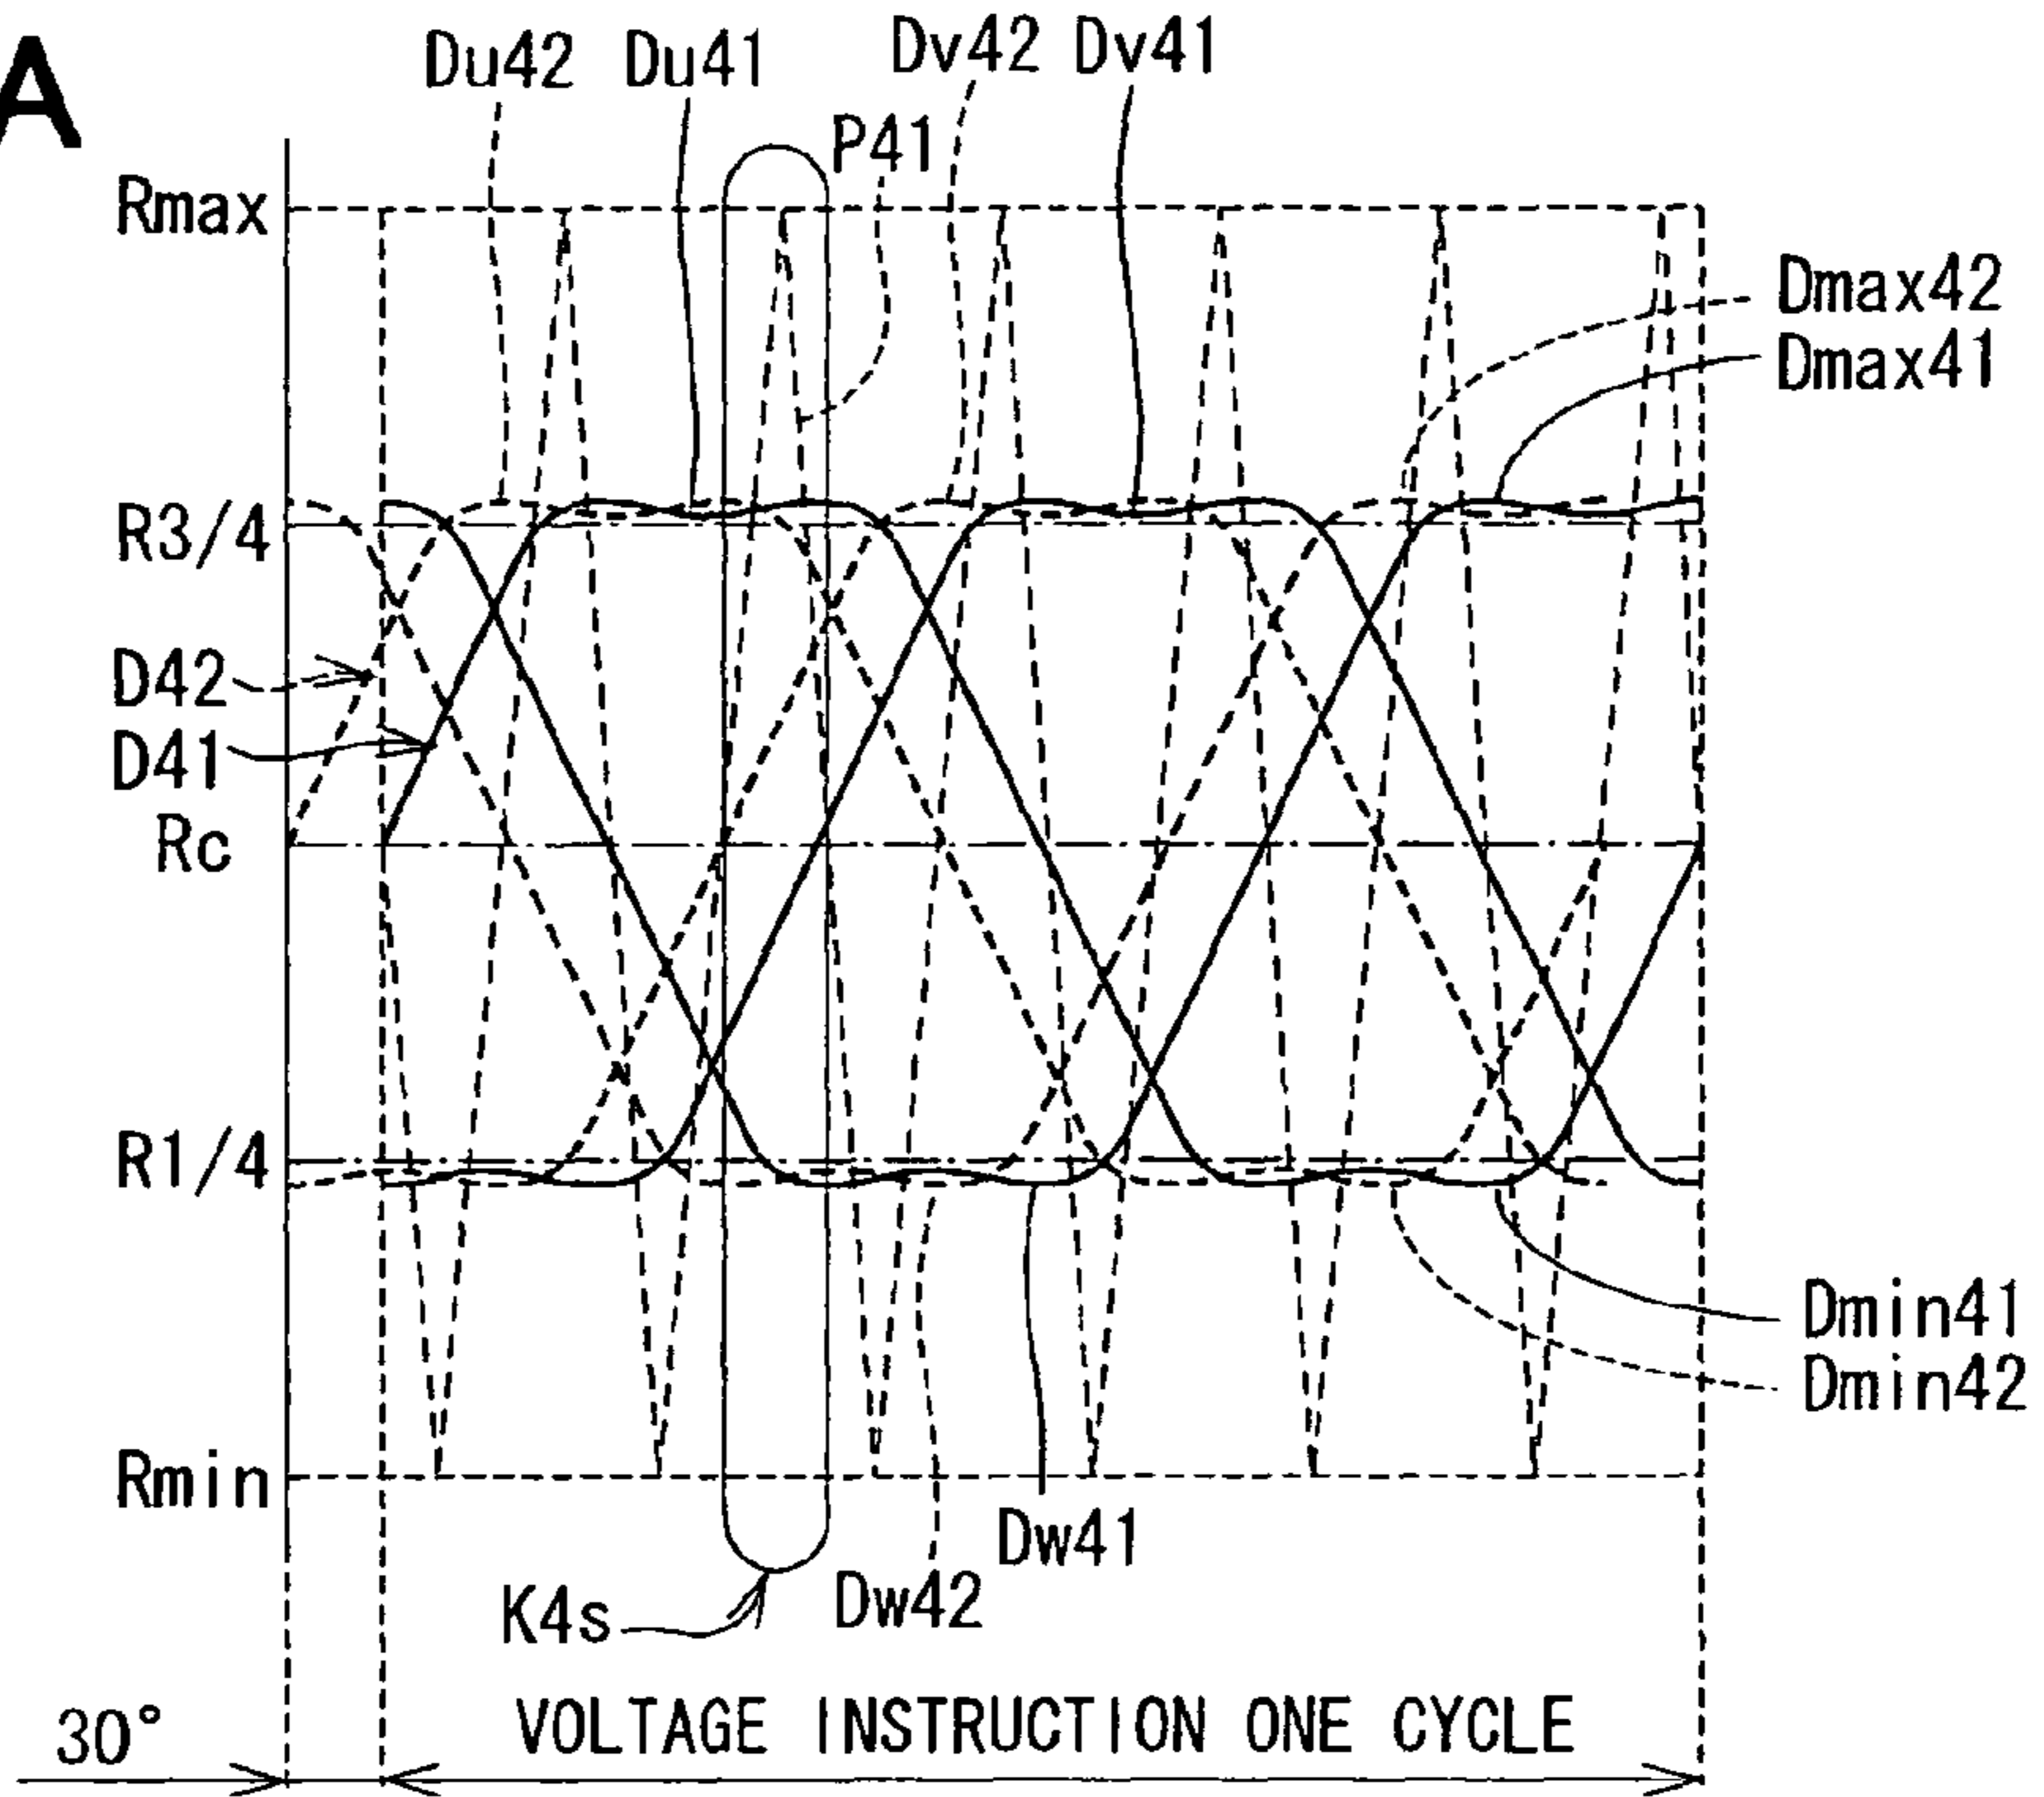 A
Du42 Du41 Dv42 Dv41
P41
Rmax
Dmax42
Dmax41
R3/4
D42
D41
Rc
R1/4
Dmin41
Dmin42
Rmin
Dw41
K4s
Dw42
30°
VOLTAGE INSTRUCTION ONE CYCLE